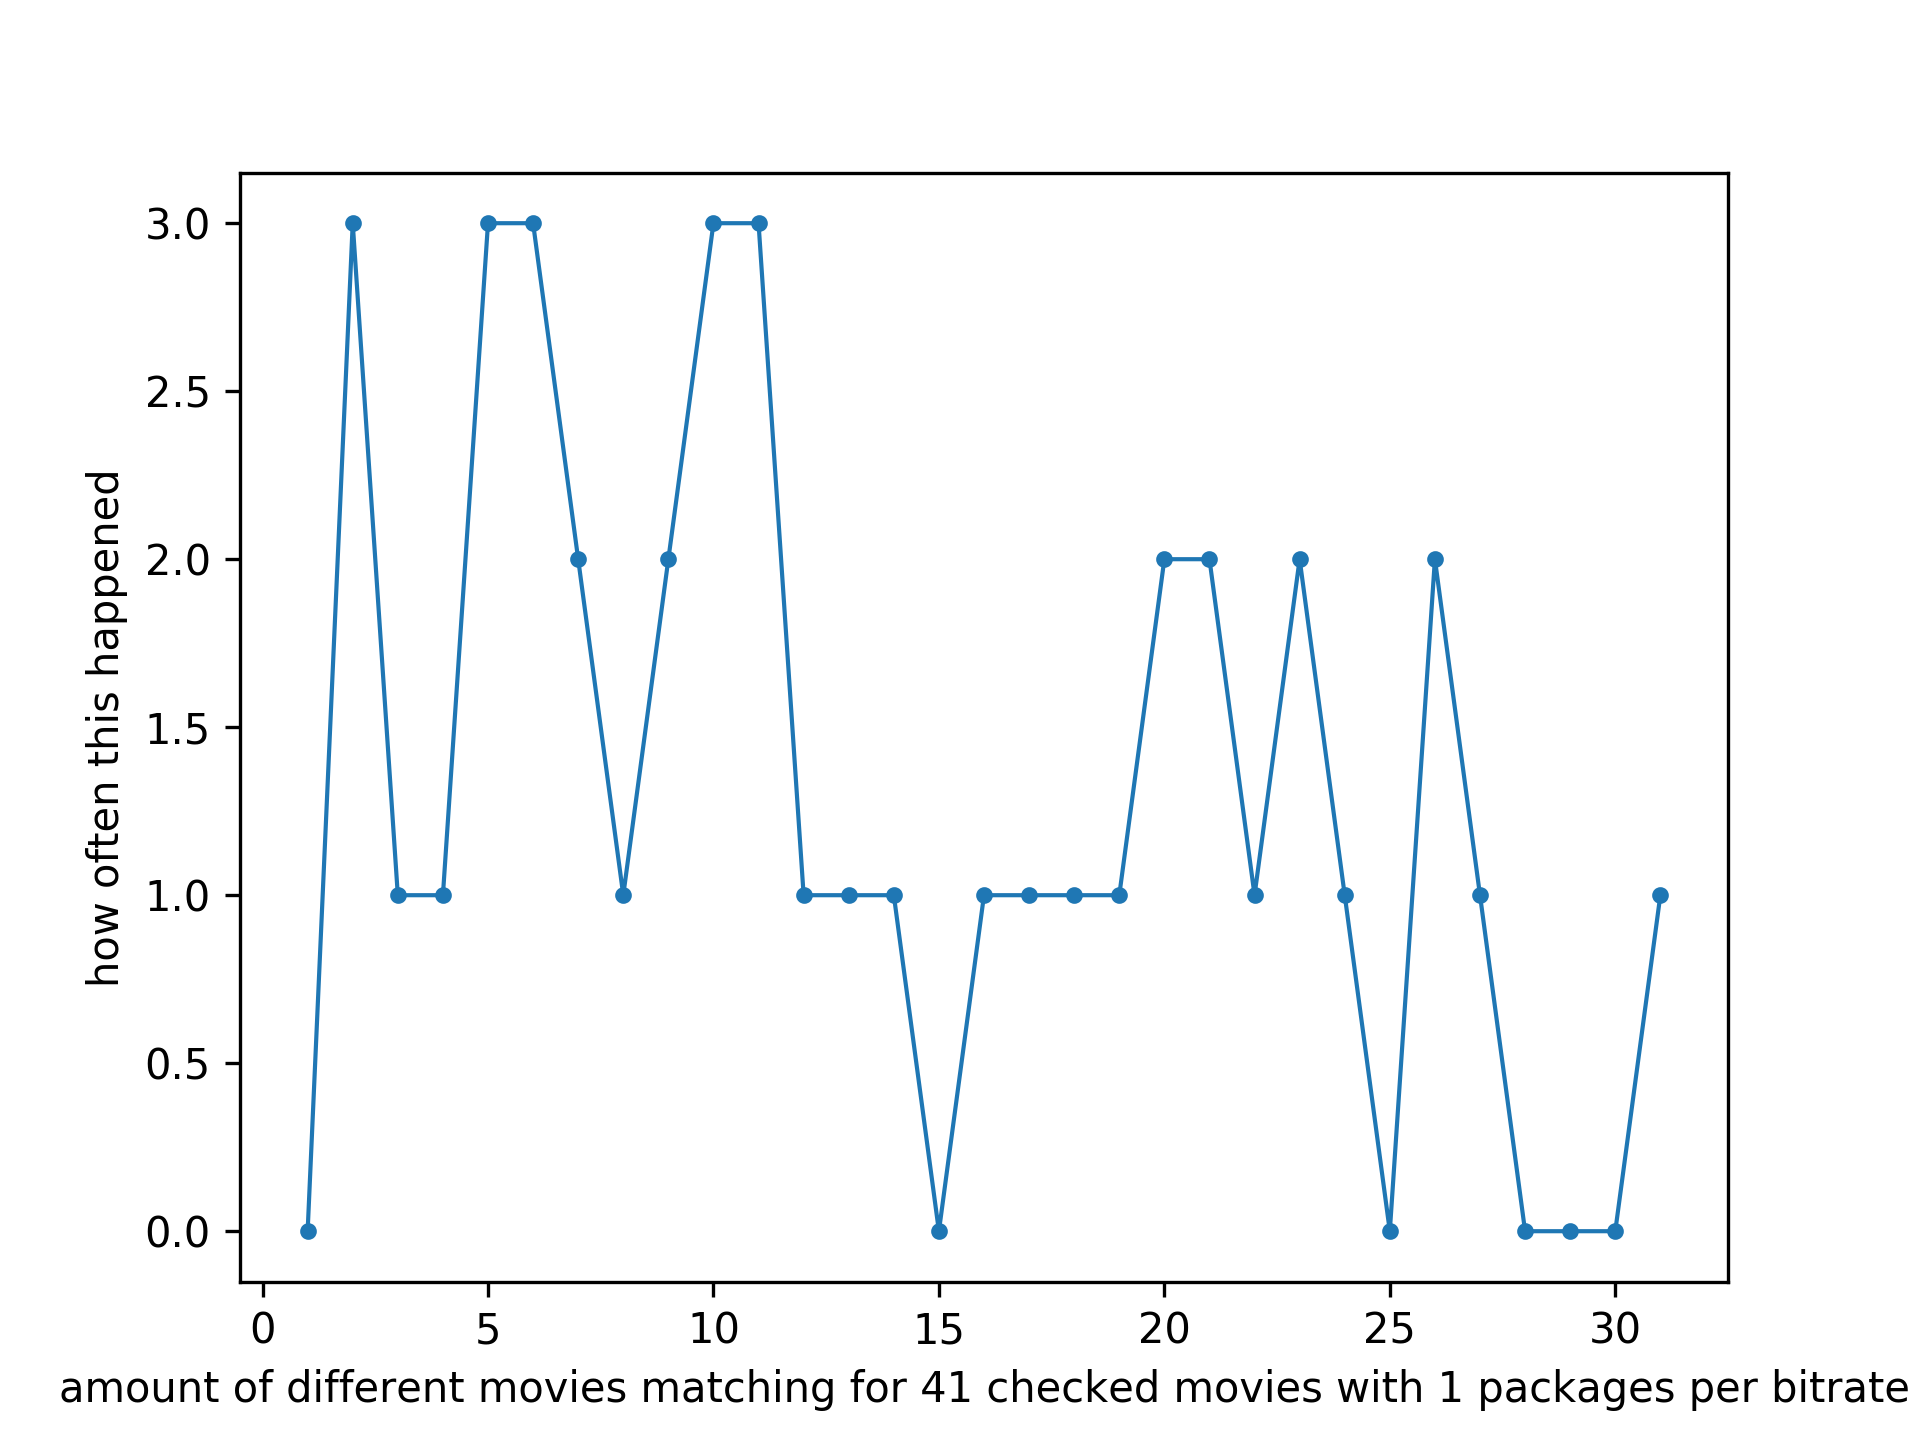 3.0
2.5
2.0
1.5
1.0
0.5
0.0
how often this happened
0 5 10 15 20 25 30
amount of different movies matching for 41 checked movies with 1 packages per bitrate